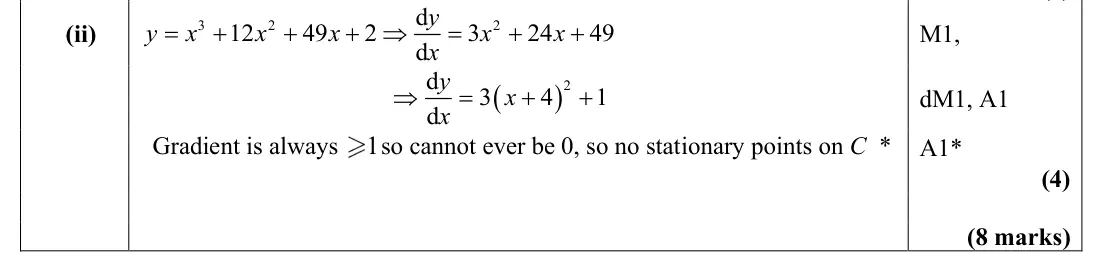 (ii) y = x³ + 12x² + 49x + 2 ⇒ dy/dx = 3x² + 24x + 49 M1,
⇒ dy/dx = 3(x + 4)² + 1 dM1, A1
Gradient is always ⩾1 so cannot ever be 0, so no stationary points on C * A1*
(4)
(8 marks)